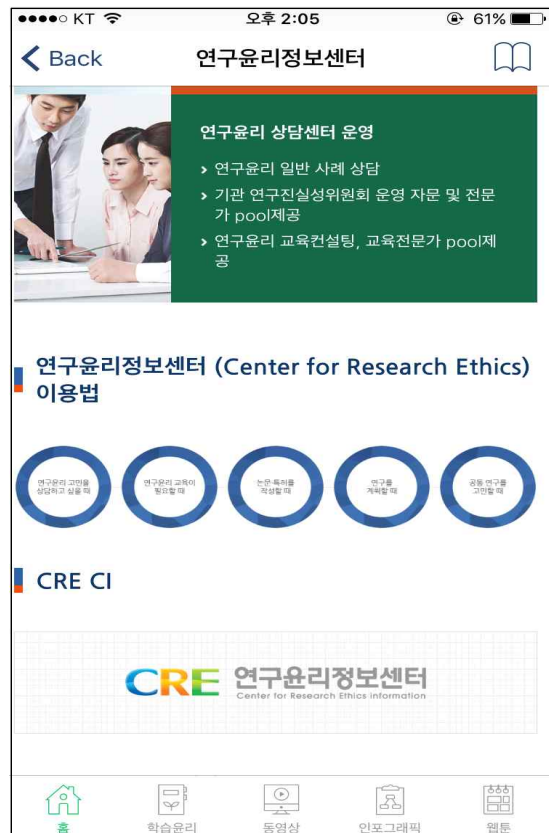 KT 오후 2:05 61%
Back 연구윤리정보센터
연구윤리 상담센터 운영
› 연구윤리 일반 사례 상담
› 기관 연구진실성위원회 운영 자문 및 전문
가 pool제공
› 연구윤리 교육컨설팅, 교육전문가 pool제
공
연구윤리정보센터 (Center for Research Ethics)
이용법
연구윤리 고민을
상담하고 싶을 때
연구윤리 교육이
필요할 때
논문·특허를
작성할 때
연구를
계획할 때
공동 연구를
고민할 때
CRE CI
CRE 연구윤리정보센터
Center for Research Ethics Information
홈 학습윤리 동영상 인포그래픽 웹툰